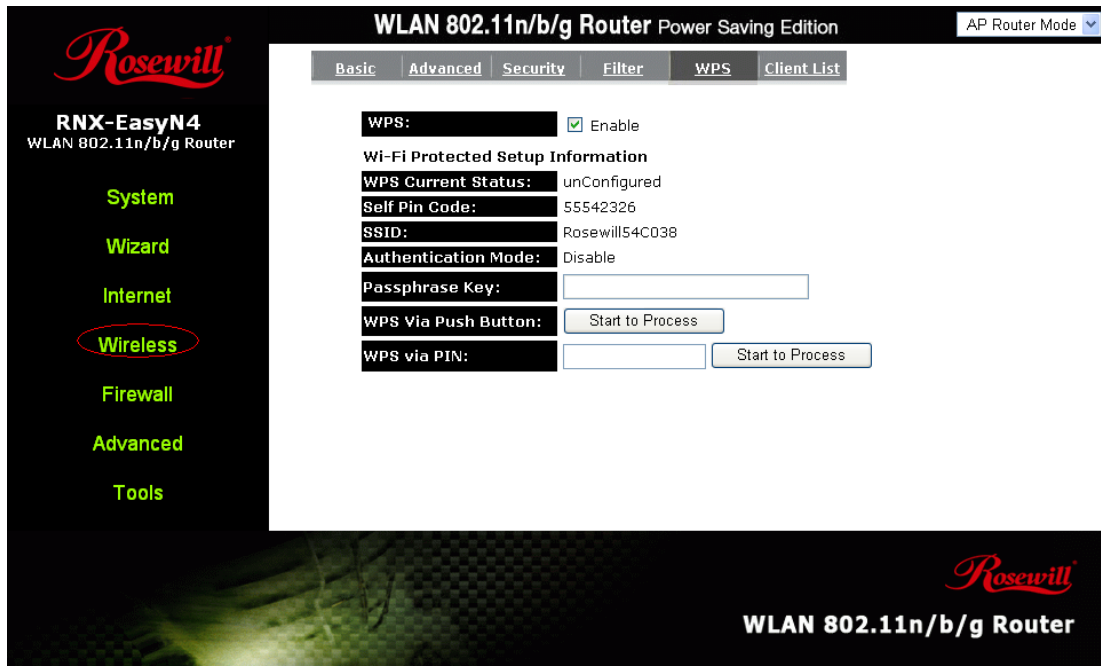 Rosewill®
WLAN 802.11n/b/g Router Power Saving Edition
AP Router Mode
Basic Advanced Security Filter WPS Client List
RNX-EasyN4
WLAN 802.11n/b/g Router
System
Wizard
Internet
Wireless
Firewall
Advanced
Tools
WPS: Enable
Wi-Fi Protected Setup Information
WPS Current Status: unConfigured
Self Pin Code: 55542326
SSID: Rosewill54C038
Authentication Mode: Disable
Passphrase Key:
WPS Via Push Button: Start to Process
WPS via PIN: Start to Process
Rosewill
WLAN 802.11n/b/g Router